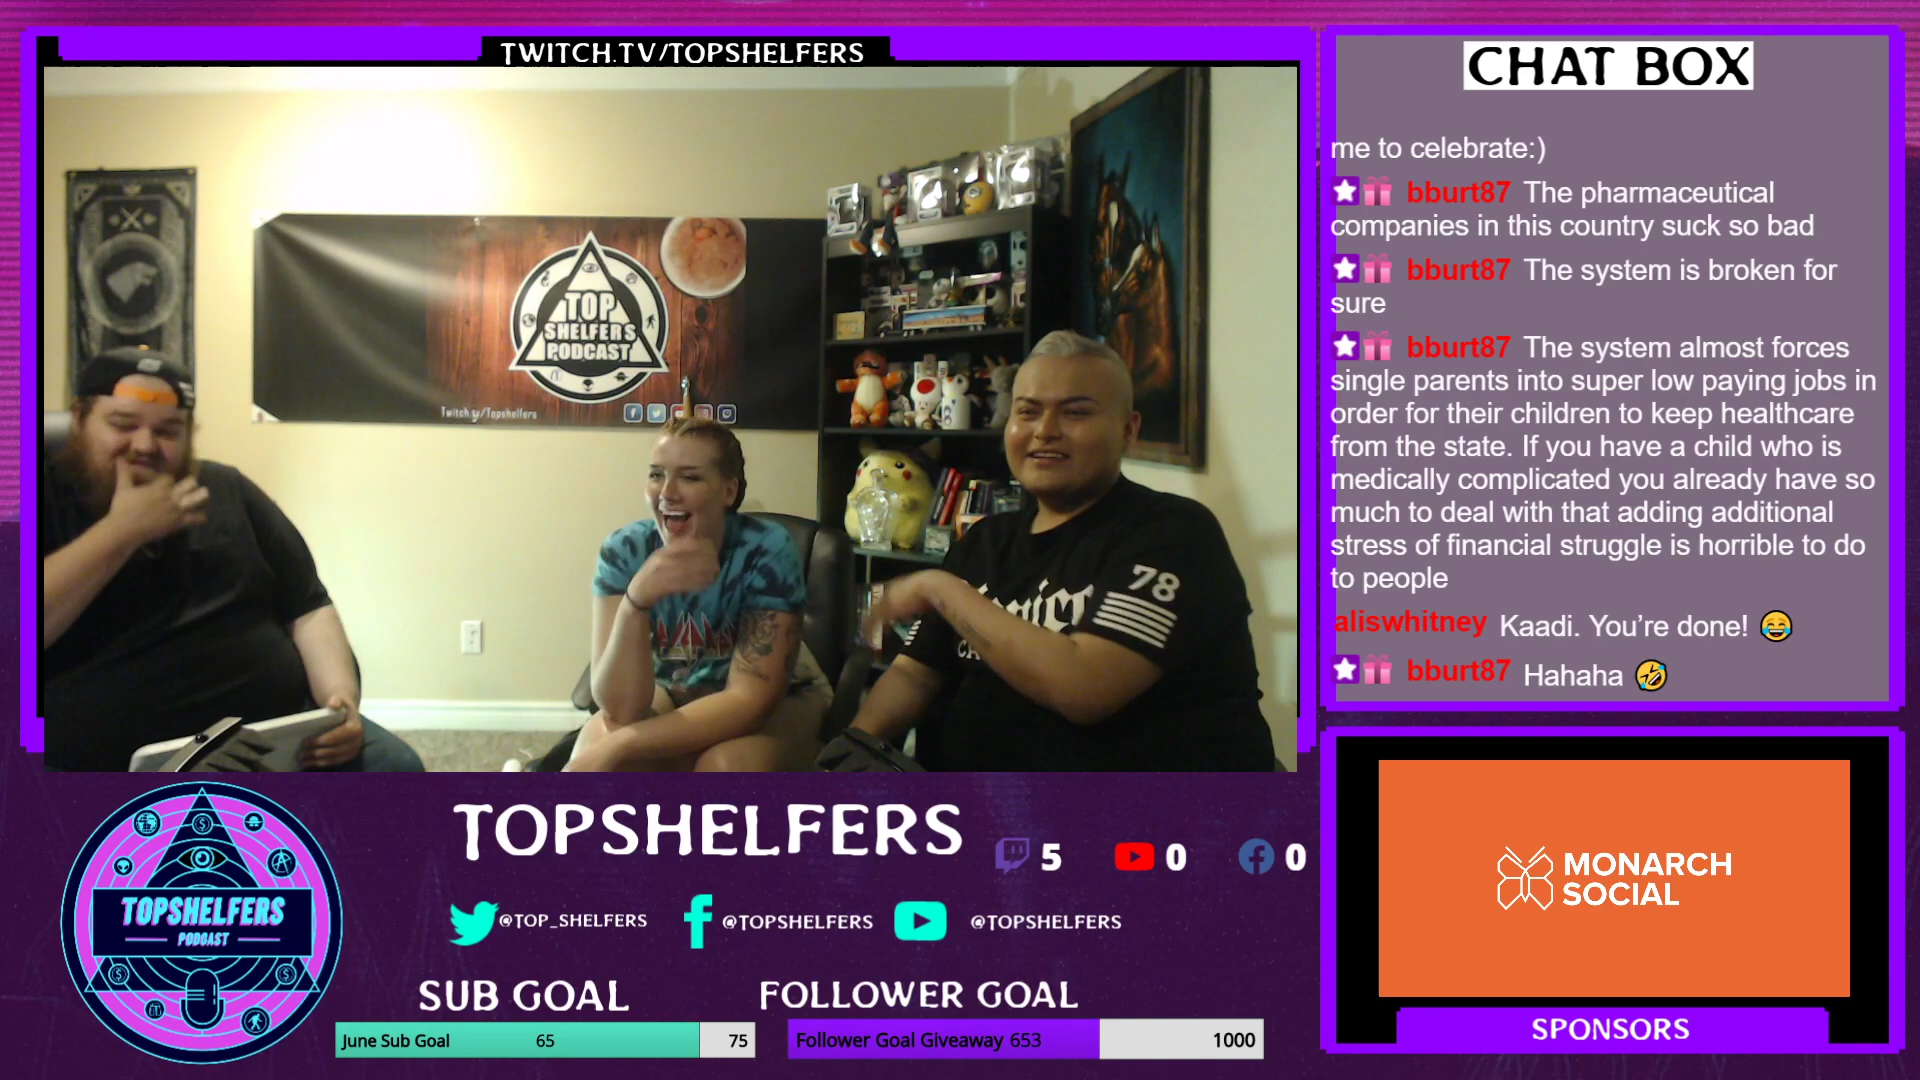 TWITCH.TV/TOPSHELFERS
TOP
SHELFERS
PODCAST
Twitch.tv/Topshelfers
78
CHAT BOX
me to celebrate:)
bburt87 The pharmaceutical
companies in this country suck so bad
bburt87 The system is broken for
sure
bburt87 The system almost forces
single parents into super low paying jobs in
order for their children to keep healthcare
from the state. If you have a child who is
medically complicated you already have so
much to deal with that adding additional
stress of financial struggle is horrible to do
to people
aliswhitney Kaadi. You’re done! 😂
bburt87 Hahaha 🤣
TOPSHELFERS
5 0 0
@TOP_SHELFERS @TOPSHELFERS @TOPSHELFERS
TOPSHELFERS
PODCAST
SUB GOAL
June Sub Goal 65 75
FOLLOWER GOAL
Follower Goal Giveaway 653 1000
MONARCH
SOCIAL
SPONSORS